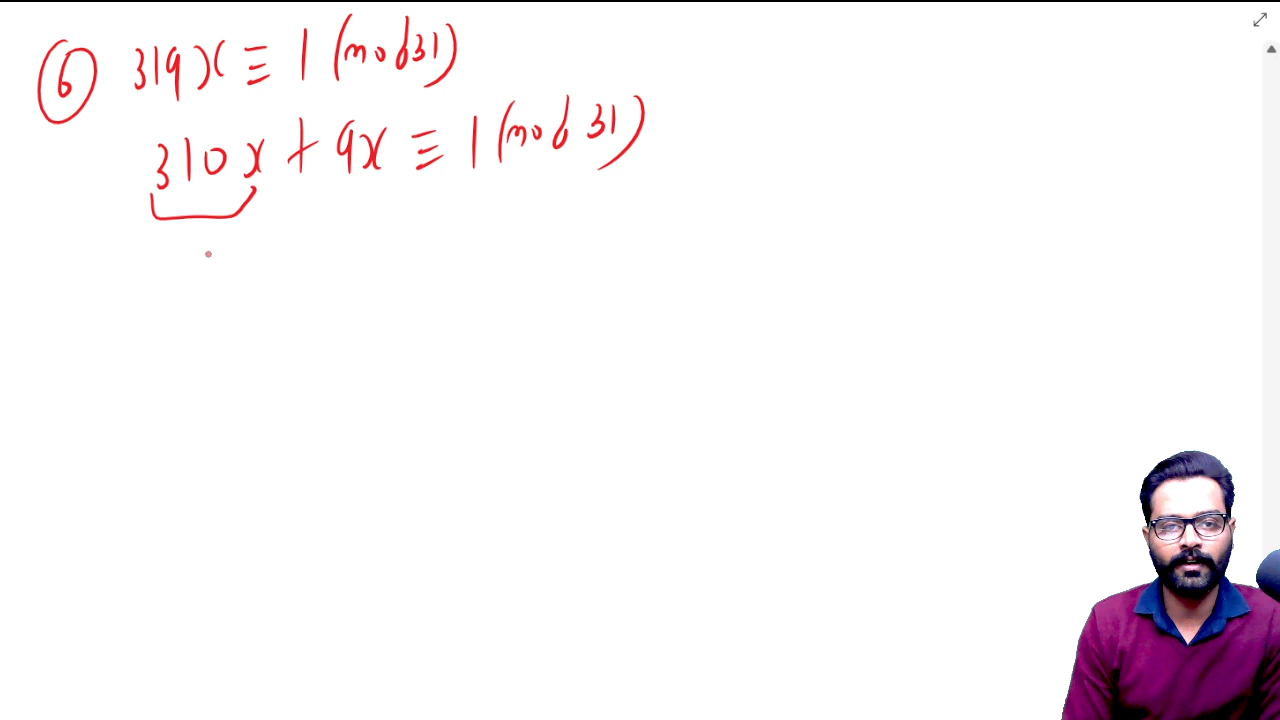 6 319x ≡ 1 (mod 31)
310x + 9x ≡ 1 (mod 31)